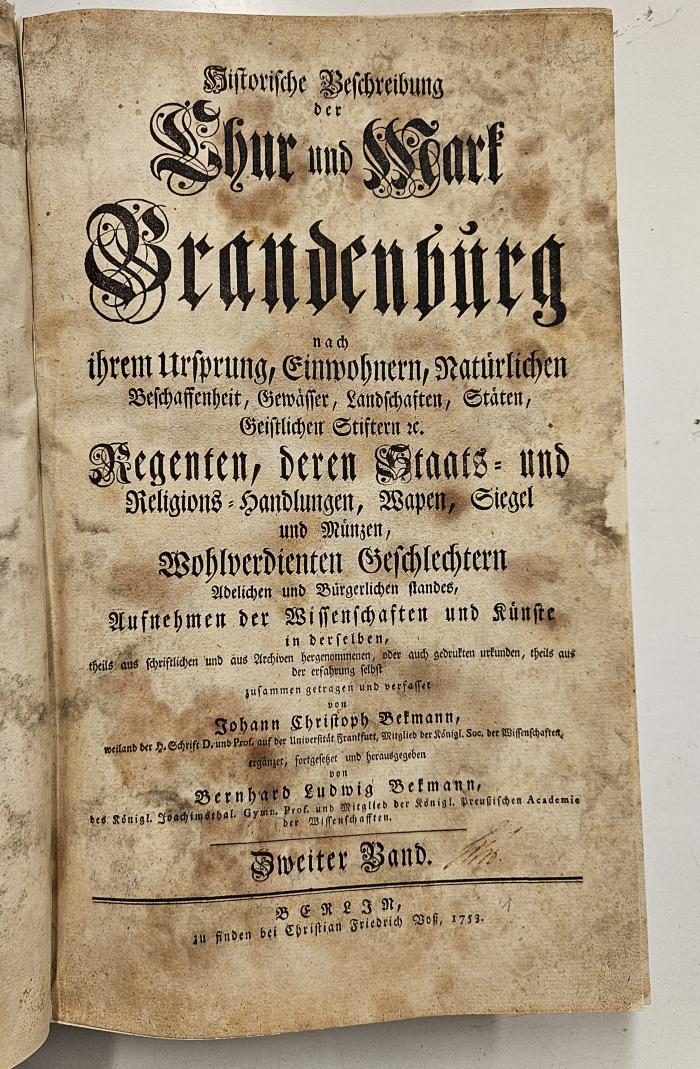 Historische Beschreibung
der
Chur und Mark
Brandenburg
nach
ihrem Ursprung, Einwohnern, Natürlichen
Beschaffenheit, Gewässer, Landschaften, Stäten,
Geistlichen Stiftern ꝛc.
Regenten, deren Staats- und
Religions-Handlungen, Wapen, Siegel
und Münzen,
Wohlverdienten Geschlechtern
Adelichen und Bürgerlichen standes,
Aufnehmen der Wissenschaften und Künste
in derselben,
theils aus schriftlichen und aus Archiven hergenommenen, oder auch gedrukten urkunden, theils aus
der erfahrung selbst
zusammen getragen und verfasset
von
Johann Christoph Bekmann,
weiland der H. Schrift D. und Prof. auf der Universität Frankfurt, Mitglied der Königl. Soc. der Wissenschaften,
ergänzet, fortgesetzet und herausgegeben
von
Bernhard Ludwig Bekmann,
des Königl. Joachimsthal. Gymn. Prof. und Mitglied der Königl. Preußischen Academie
der Wissenschafften.
Zweiter Band.
BERLIN,
zu finden bei Christian Friedrich Voß, 1753.